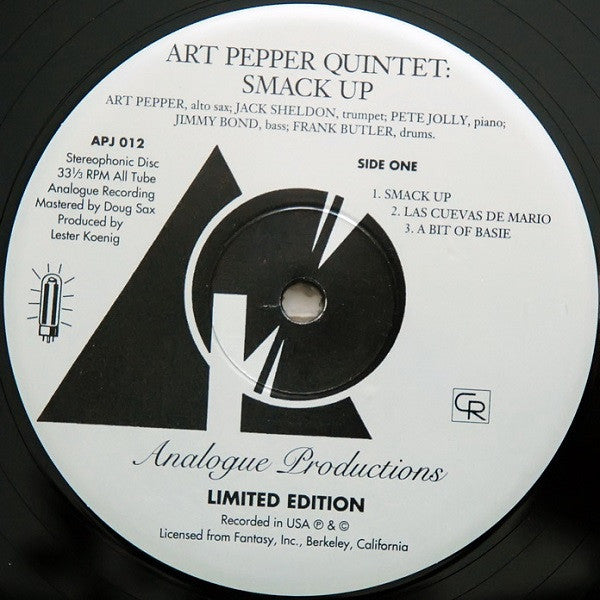 ART PEPPER QUINTET:
SMACK UP
ART PEPPER, alto sax; JACK SHELDON, trumpet; PETE JOLLY, piano;
JIMMY BOND, bass; FRANK BUTLER, drums.
APJ 012
Stereophonic Disc
33⅓ RPM All Tube
Analogue Recording
Mastered by Doug Sax
Produced by
Lester Koenig
SIDE ONE
1. SMACK UP
2. LAS CUEVAS DE MARIO
3. A BIT OF BASIE
CR
Analogue Productions
LIMITED EDITION
Recorded in USA ℗ & ©
Licensed from Fantasy, Inc., Berkeley, California